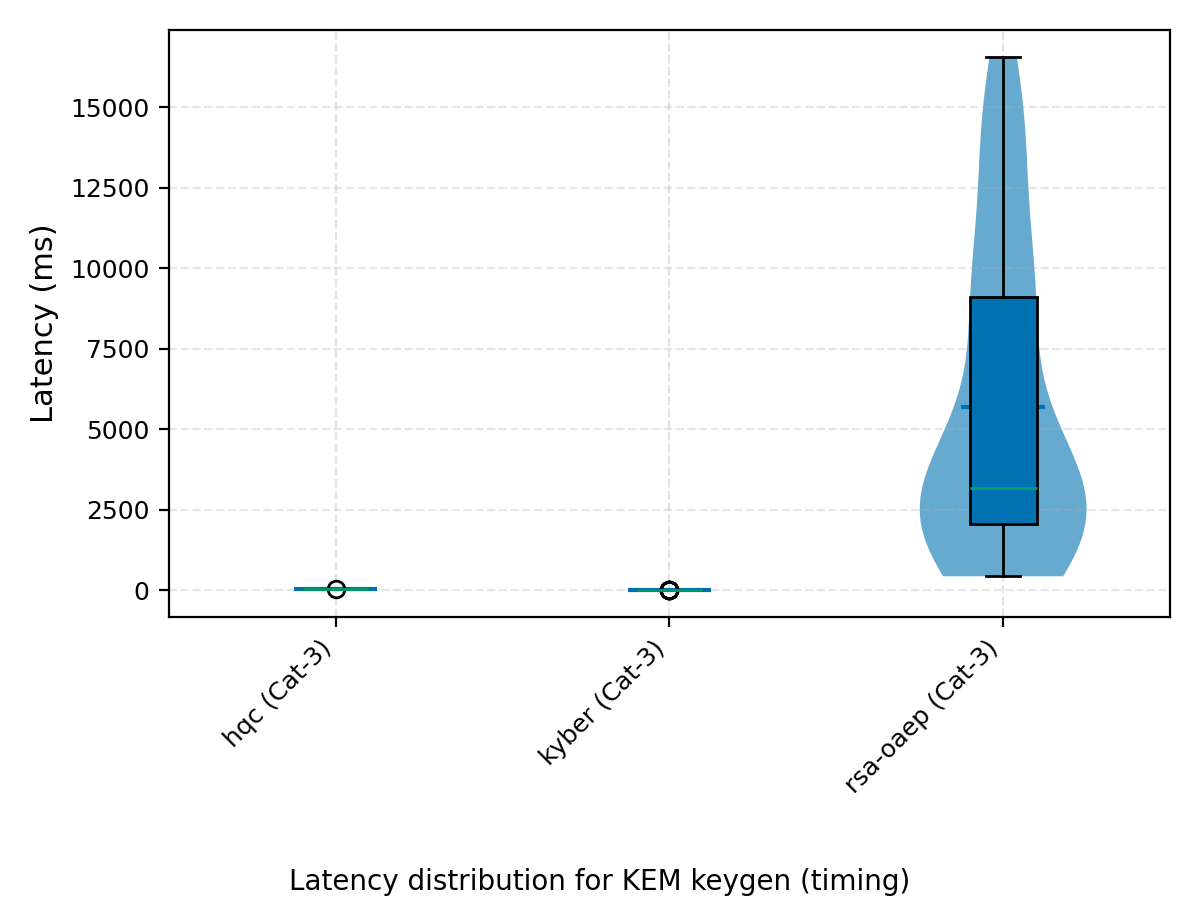 Latency (ms)
15000
12500
10000
7500
5000
2500
0
hqc (Cat-3)
kyber (Cat-3)
rsa-oaep (Cat-3)
Latency distribution for KEM keygen (timing)